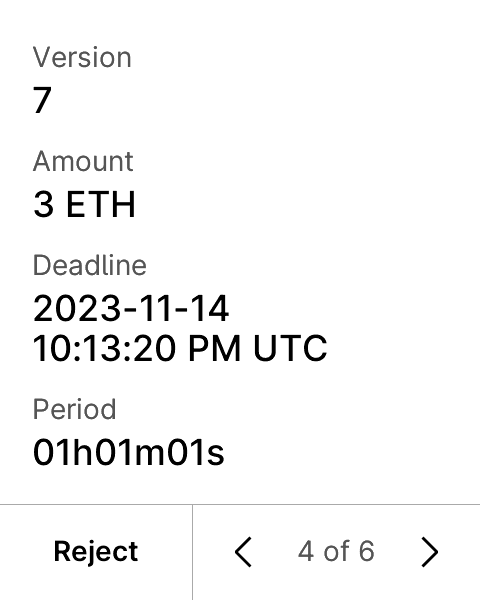 Version
7
Amount
3 ETH
Deadline
2023-11-14
10:13:20 PM UTC
Period
01h01m01s
Reject
4 of 6